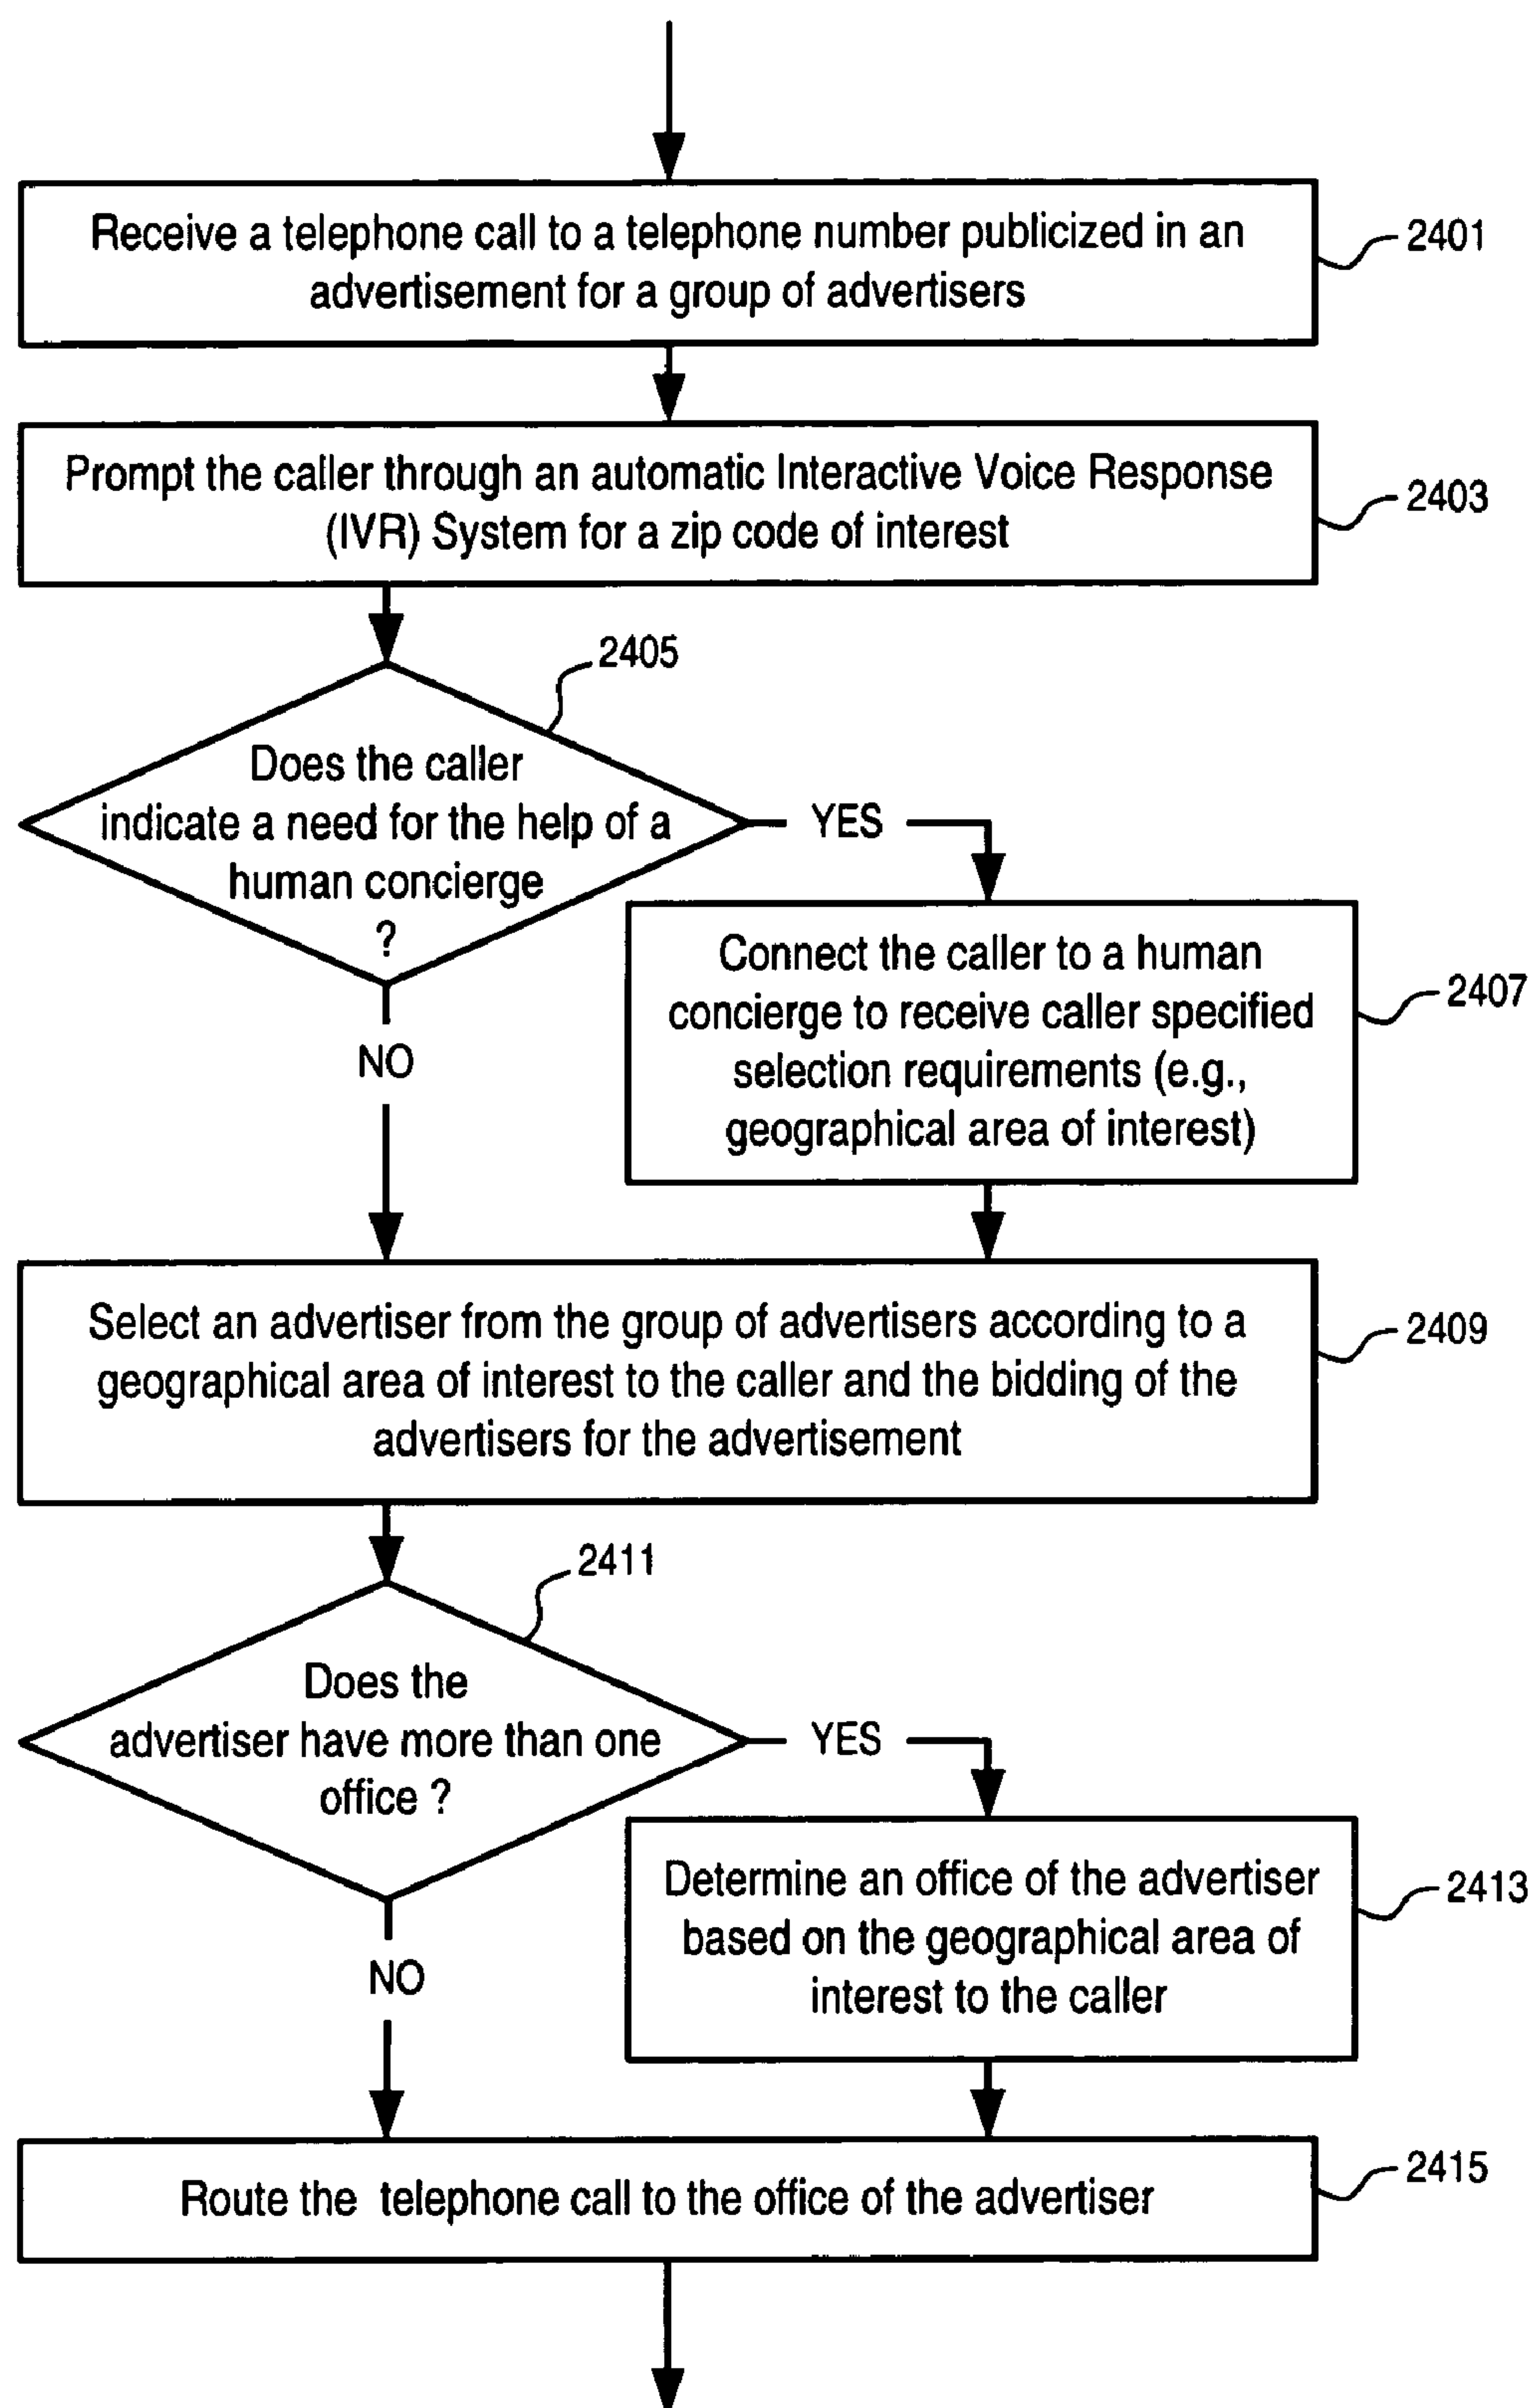 Receive a telephone call to a telephone number publicized in an
advertisement for a group of advertisers
2401
Prompt the caller through an automatic Interactive Voice Response
(IVR) System for a zip code of interest
2403
2405
Does the caller
indicate a need for the help of a
human concierge
?
YES
NO
Connect the caller to a human
concierge to receive caller specified
selection requirements (e.g.,
geographical area of interest)
2407
Select an advertiser from the group of advertisers according to a
geographical area of interest to the caller and the bidding of the
advertisers for the advertisement
2409
2411
Does the
advertiser have more than one
office ?
YES
NO
Determine an office of the advertiser
based on the geographical area of
interest to the caller
2413
Route the telephone call to the office of the advertiser
2415